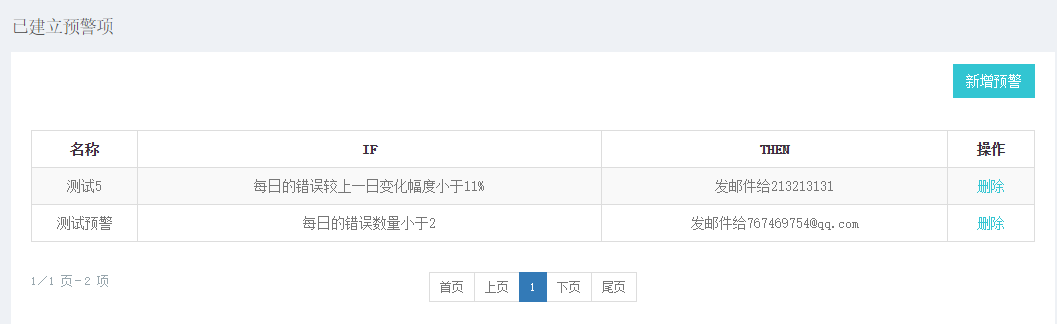 已建立预警项
新增预警
名称 IF THEN 操作
测试5 每日的错误较上一日变化幅度小于11% 发邮件给213213131 删除
测试预警 每日的错误数量小于2 发邮件给767469754@qq.com 删除
1／1 页－2 项 首页 上页 1 下页 尾页